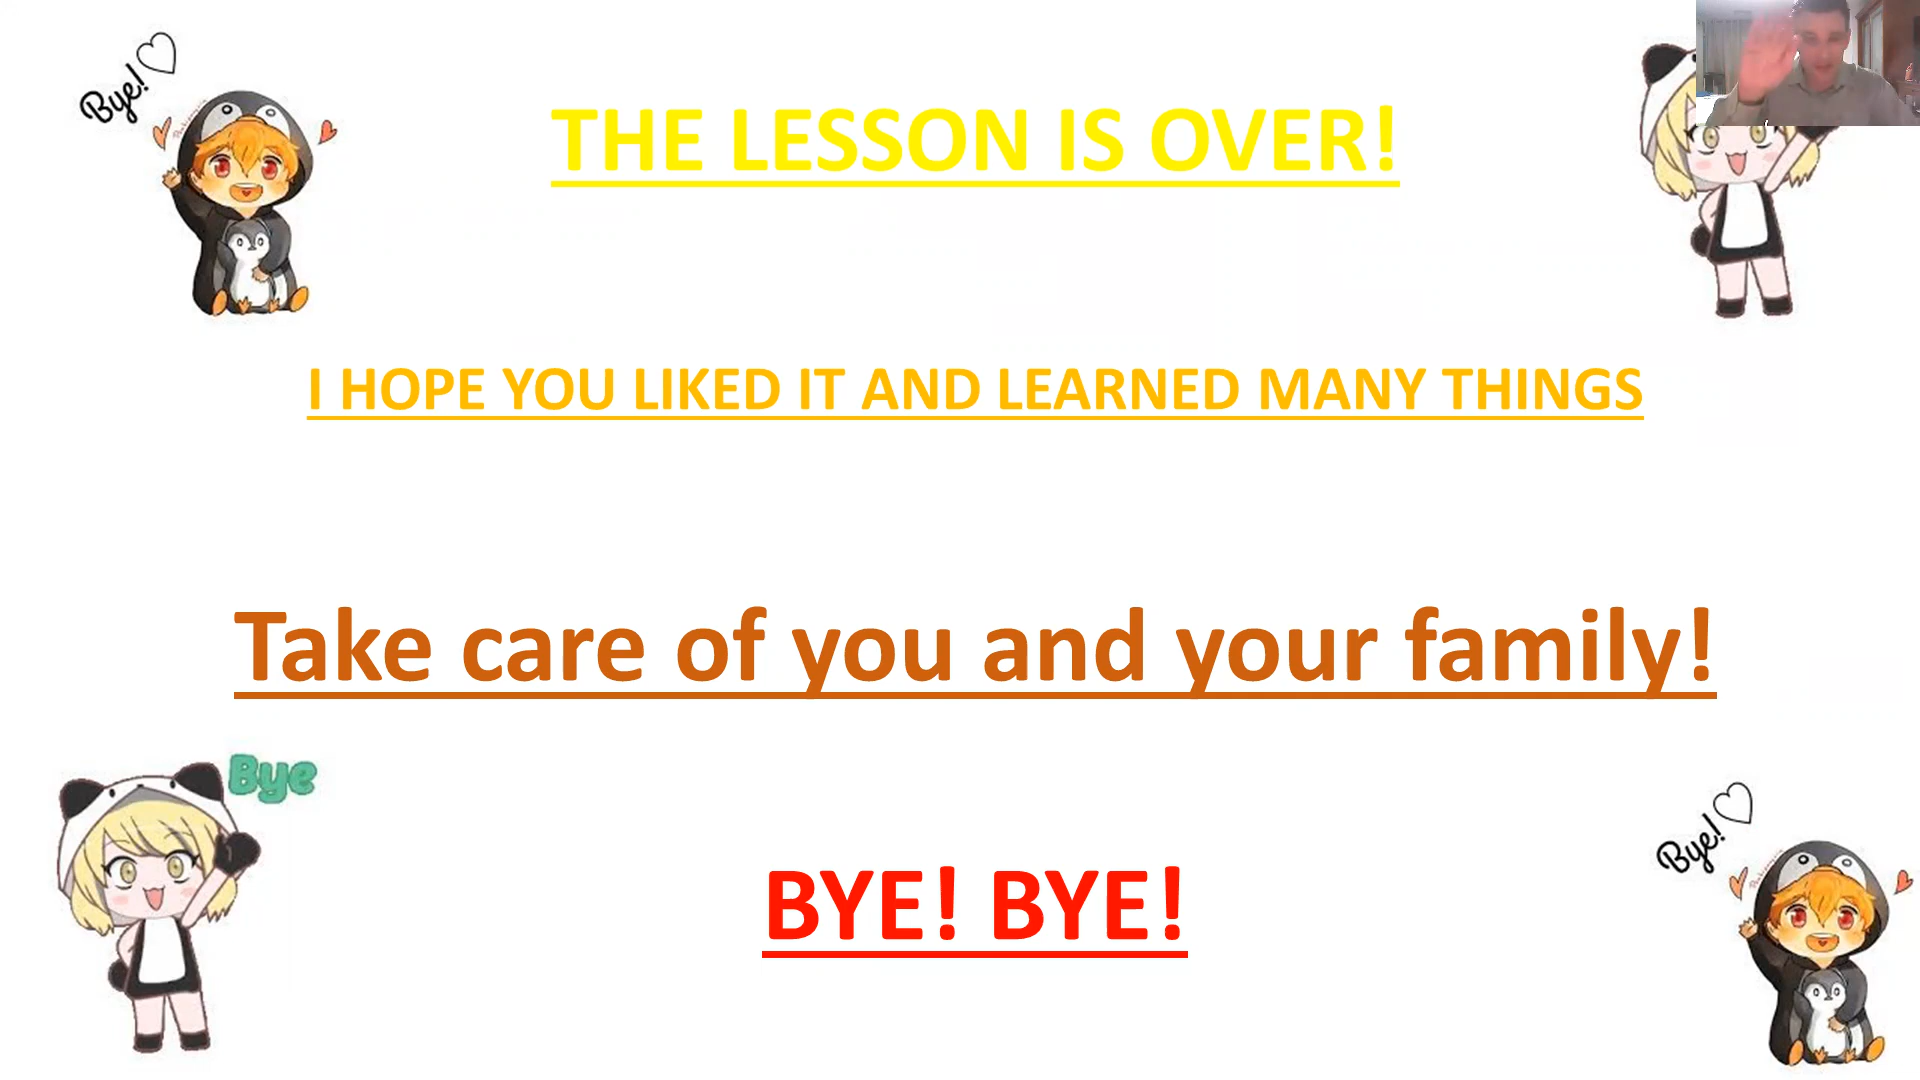 Bye!
THE LESSON IS OVER!
I HOPE YOU LIKED IT AND LEARNED MANY THINGS
Take care of you and your family!
Bye
Bye!
BYE! BYE!